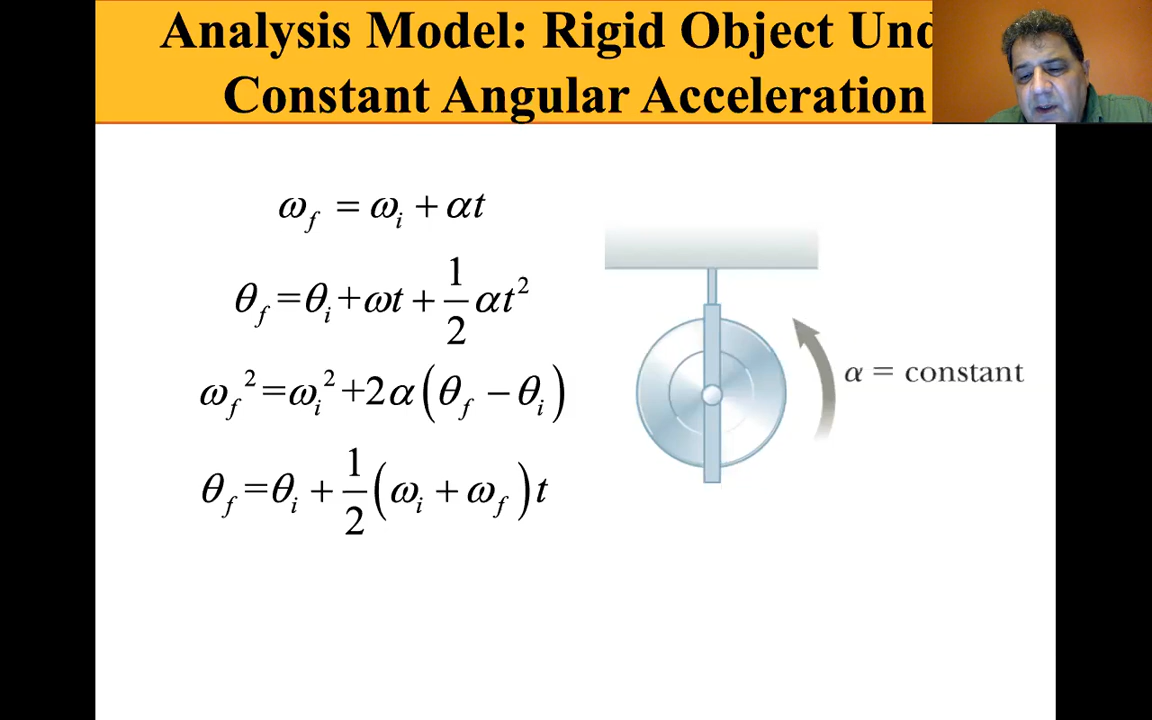 Analysis Model: Rigid Object
Constant Angular Acceleration
ω_f = ω_i + αt
θ_f=θ_i+ωt + 1/2 αt²
ω_f²=ω_i²+2α(θ_f − θ_i)
θ_f=θ_i + 1/2 (ω_i + ω_f)t
α = constant